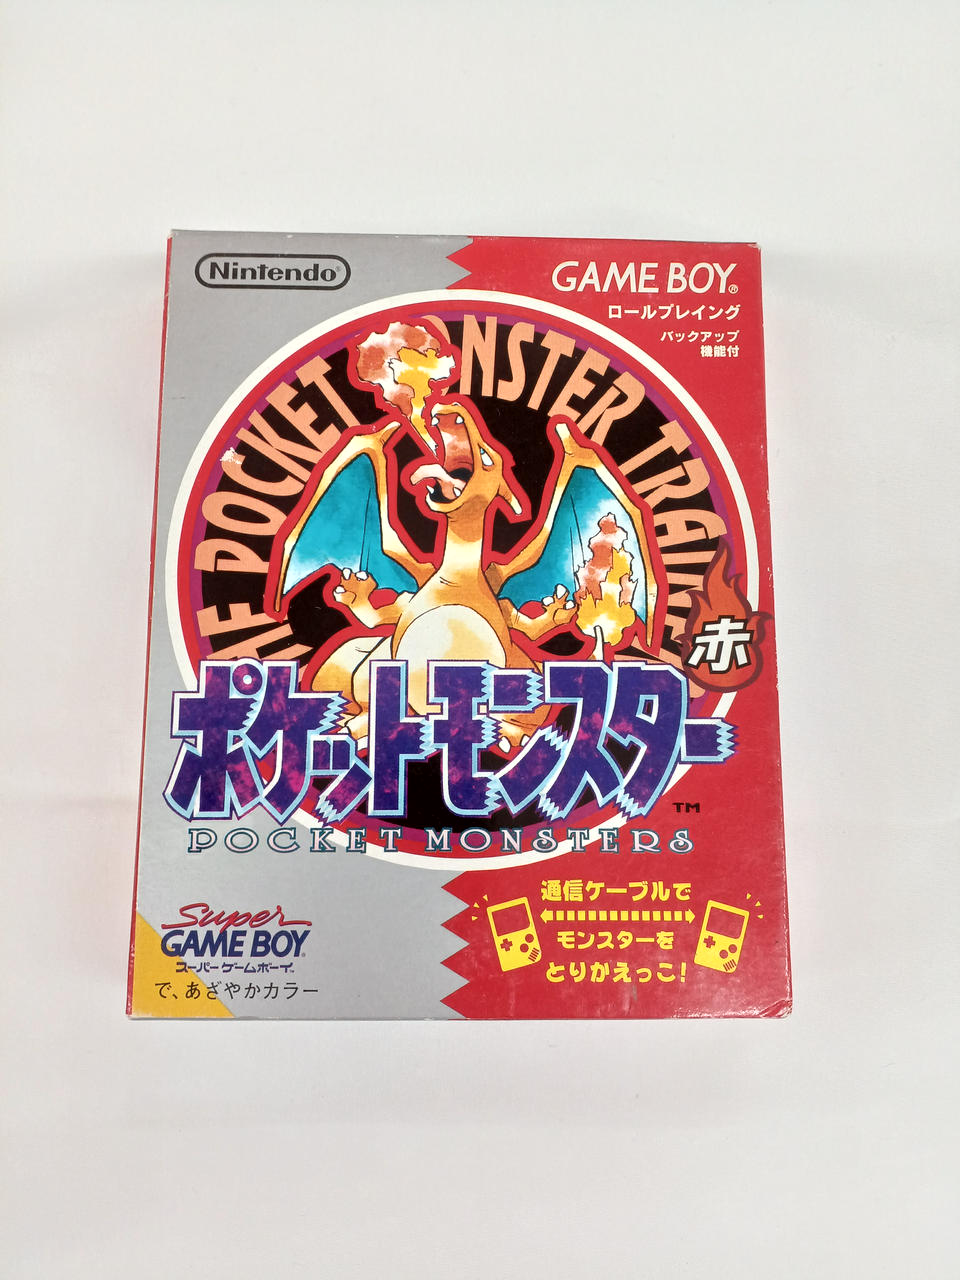 Nintendo®
GAME BOY®
ロールプレイング
バックアップ
機能付
POCKET MONSTER TRAINER
赤
ポケットモンスター
TM
POCKET MONSTERS
通信ケーブルで
モンスターを
とりかえっこ!
Super
GAME BOY
スーパーゲームボーイ
で、あざやかカラー